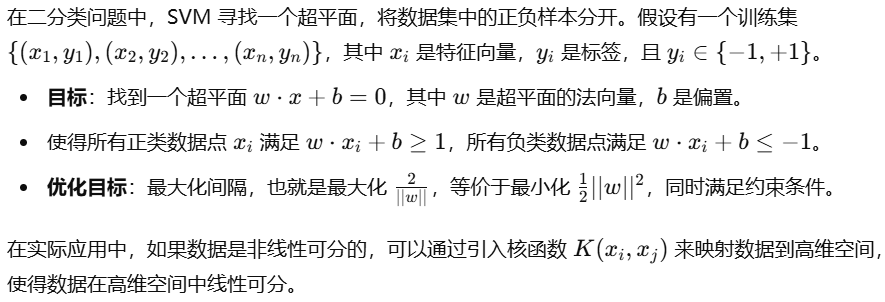 在二分类问题中，SVM 寻找一个超平面，将数据集中的正负样本分开。假设有一个训练集
$\{(x_1, y_1), (x_2, y_2), \ldots, (x_n, y_n)\}$，其中 $x_i$ 是特征向量，$y_i$ 是标签，且 $y_i \in \{-1, +1\}$。
• 目标：找到一个超平面 $w \cdot x + b = 0$，其中 $w$ 是超平面的法向量，$b$ 是偏置。
• 使得所有正类数据点 $x_i$ 满足 $w \cdot x_i + b \geq 1$，所有负类数据点满足 $w \cdot x_i + b \leq -1$。
• 优化目标：最大化间隔，也就是最大化 $\frac{2}{||w||}$，等价于最小化 $\frac{1}{2}||w||^2$，同时满足约束条件。
在实际应用中，如果数据是非线性可分的，可以通过引入核函数 $K(x_i, x_j)$ 来映射数据到高维空间，
使得数据在高维空间中线性可分。